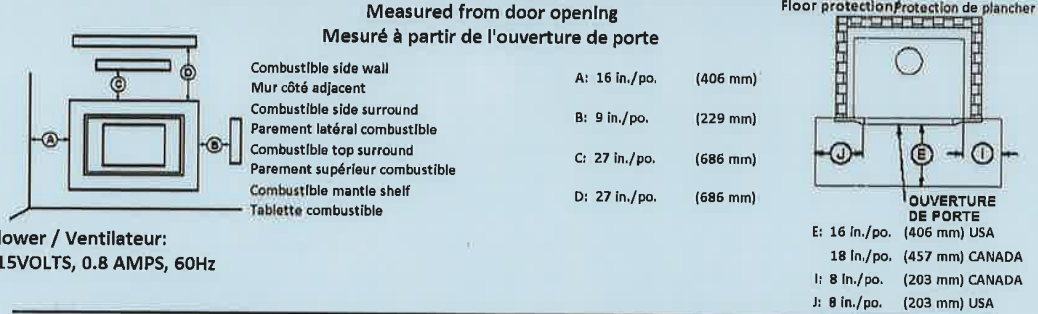 Measured from door opening
Mesuré à partir de l'ouverture de porte
Combustible side wall
Mur côté adjacent
A: 16 in./po. (406 mm)
Combustible side surround
Parement latéral combustible
B: 9 in./po. (229 mm)
Combustible top surround
Parement supérieur combustible
C: 27 in./po. (686 mm)
Combustible mantle shelf
Tablette combustible
D: 27 in./po. (686 mm)
A
B
C
D
lower / Ventilateur:
15VOLTS, 0.8 AMPS, 60Hz
Floor protection Protection de plancher
J
E
I
OUVERTURE
DE PORTE
E: 16 in./po. (406 mm) USA
18 in./po. (457 mm) CANADA
I: 8 in./po. (203 mm) CANADA
J: 8 in./po. (203 mm) USA